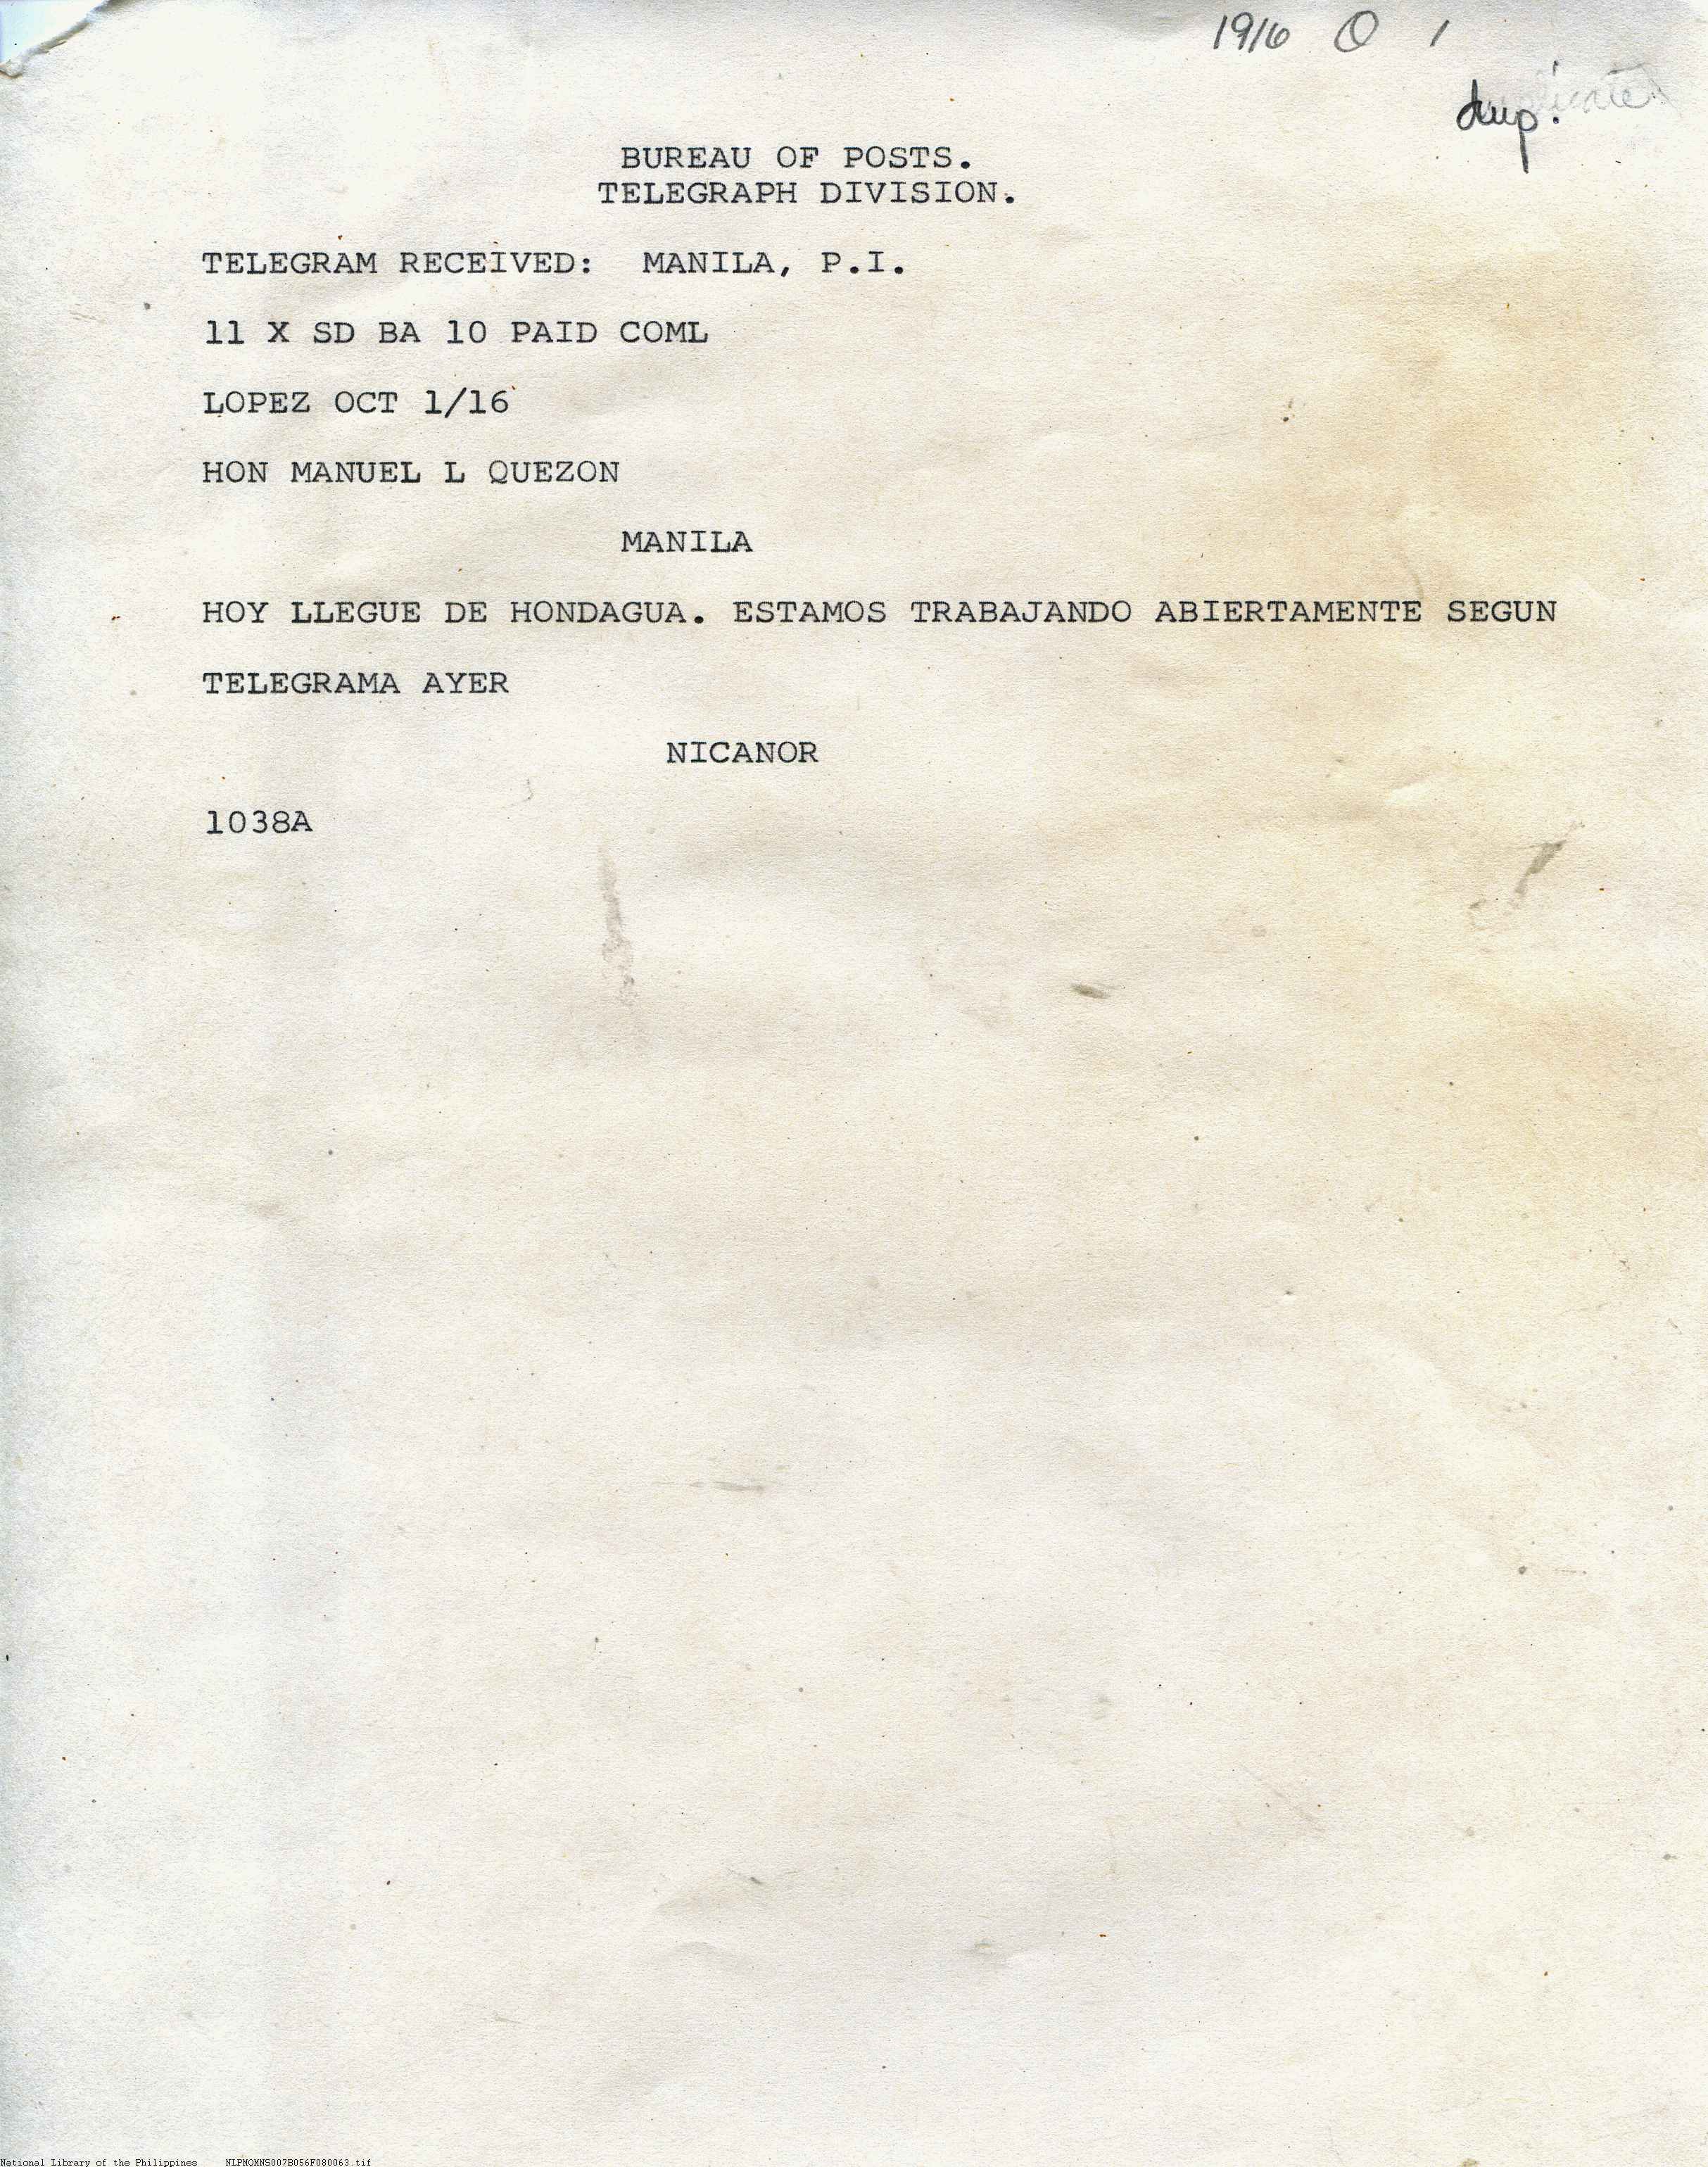 1916 O 1
dup.
duplicate
BUREAU OF POSTS.
TELEGRAPH DIVISION.
TELEGRAM RECEIVED: MANILA, P.I.
11 X SD BA 10 PAID COML
LOPEZ OCT 1/16
HON MANUEL L QUEZON
MANILA
HOY LLEGUE DE HONDAGUA. ESTAMOS TRABAJANDO ABIERTAMENTE SEGUN
TELEGRAMA AYER
NICANOR
1038A
National Library of the Philippines NLPMQMNS007B056F080063.tif